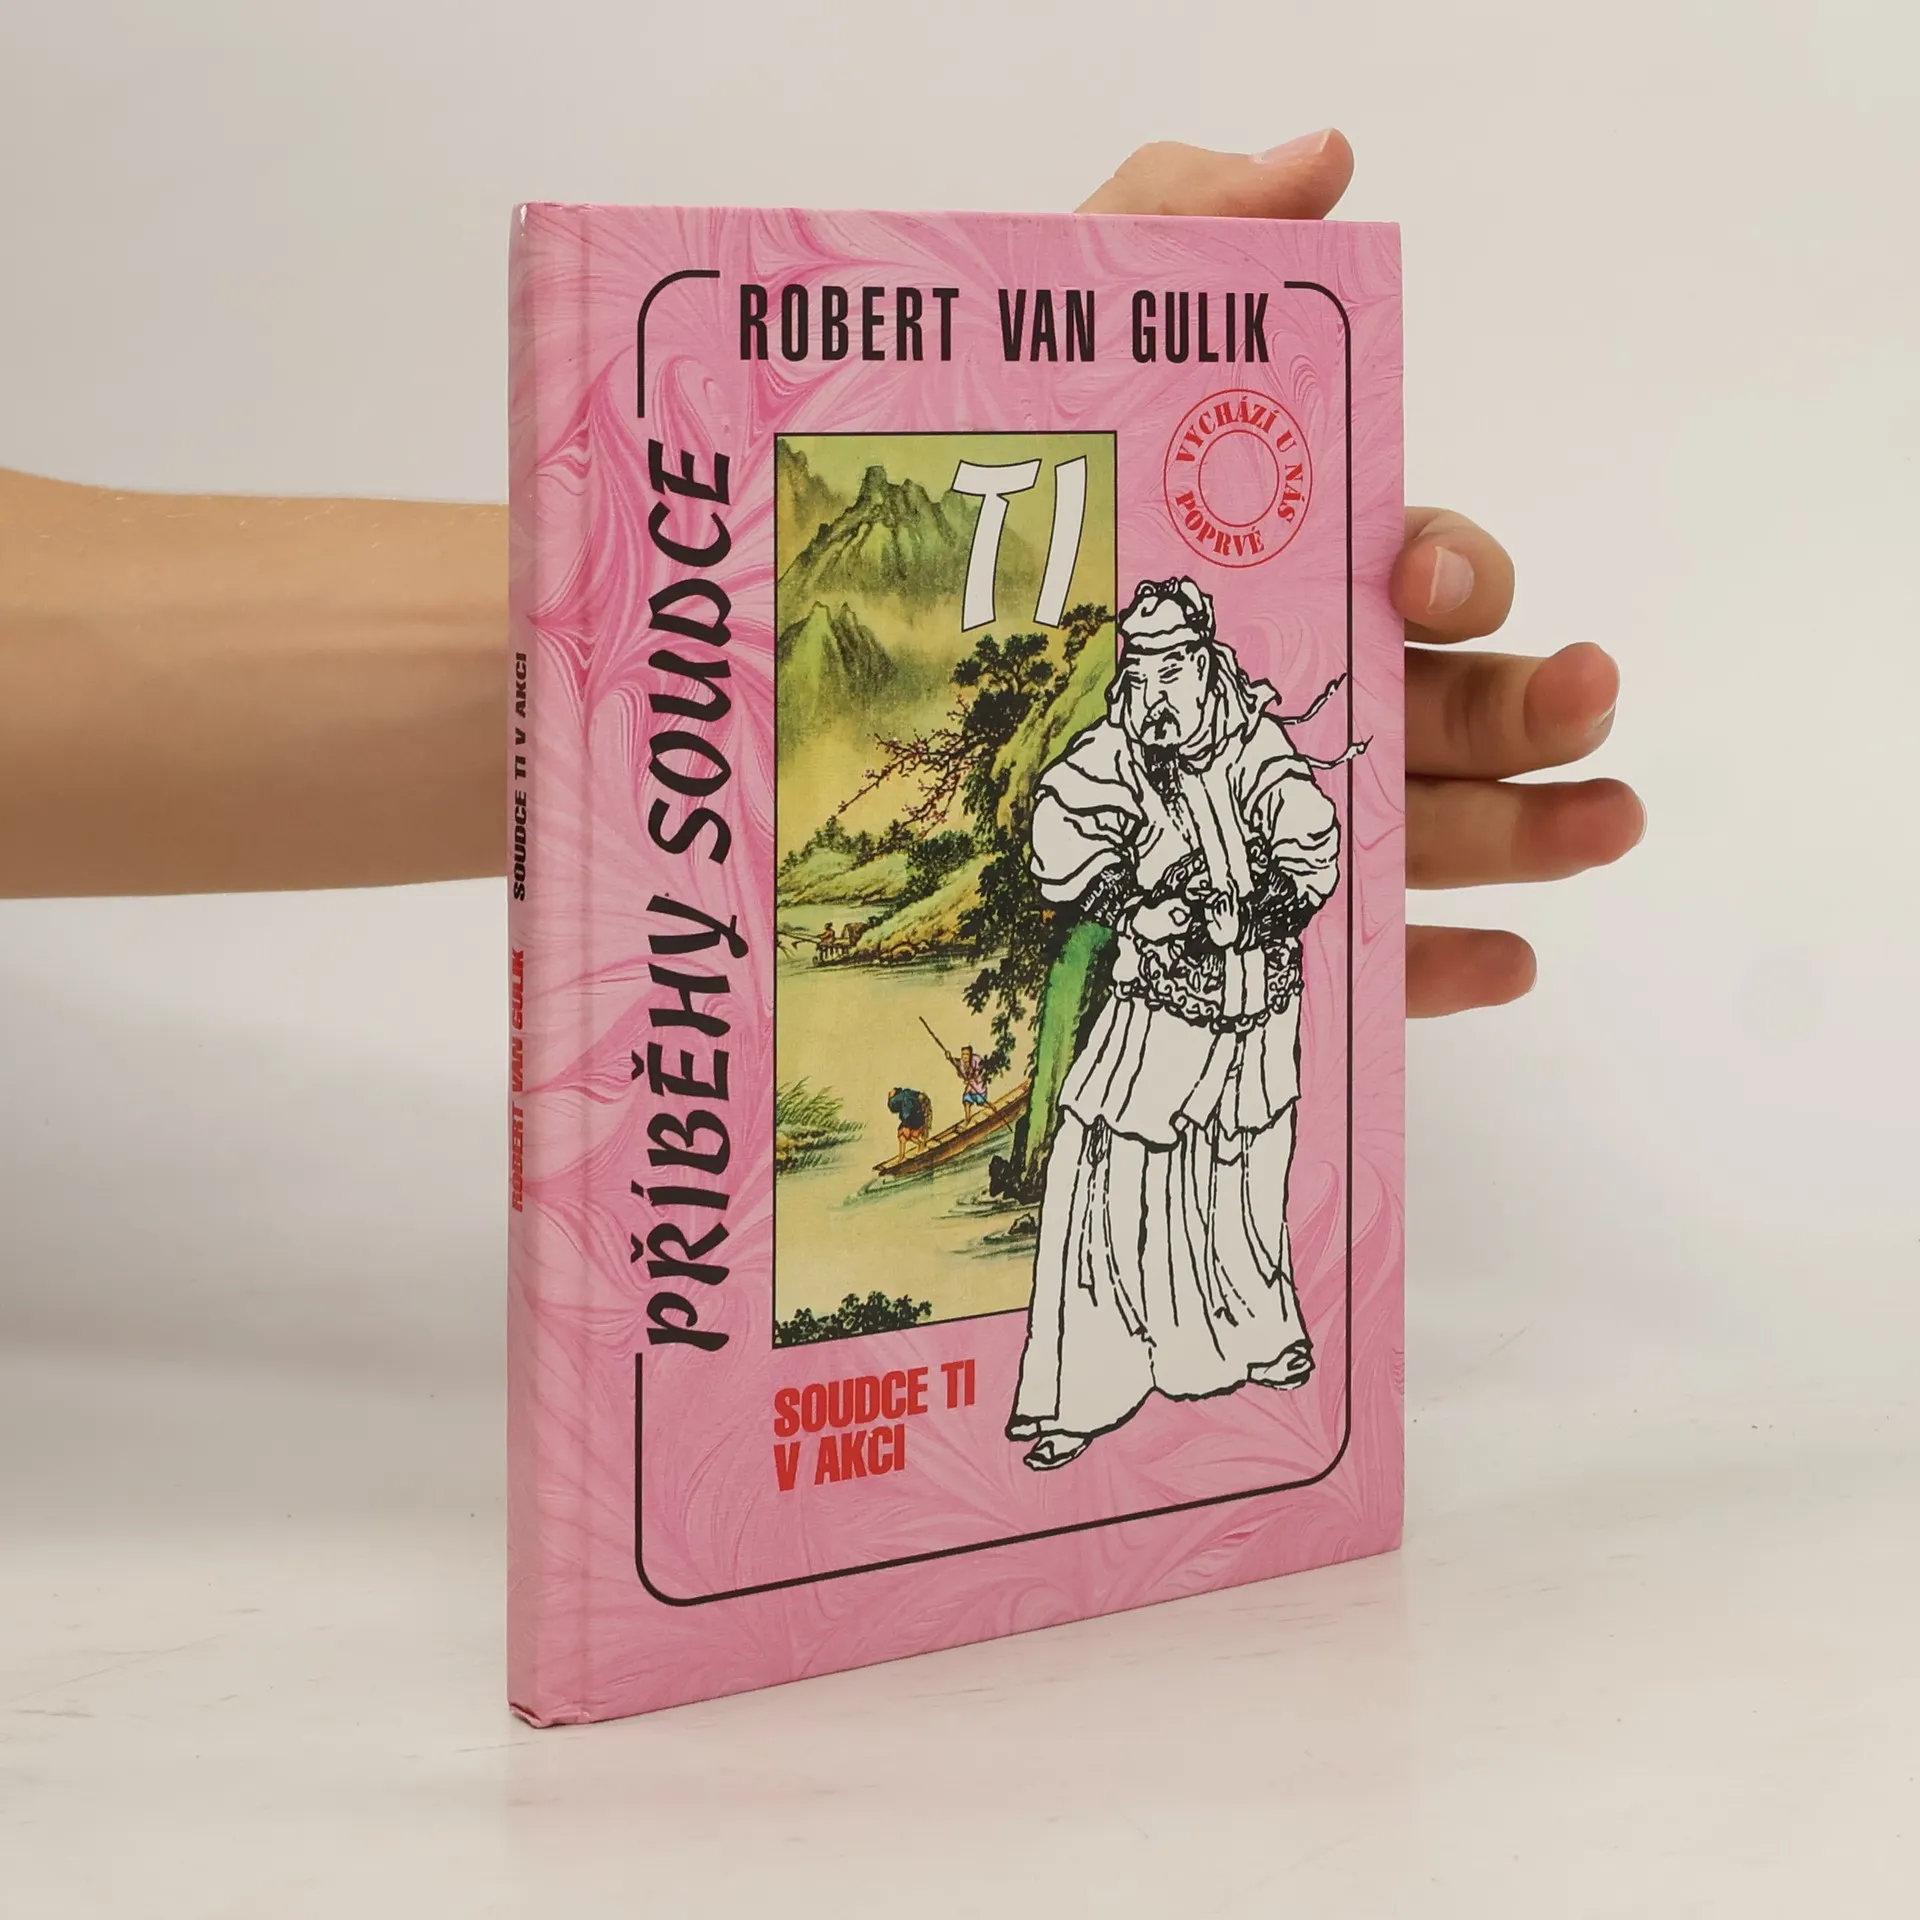 ROBERT VAN GULIK
VYCHÁZÍ U NÁS
POPRVÉ
PŘÍBĚHY SOUDCE
TI
SOUDCE TI
V AKCI
ROBERT VAN GULIK SOUDCE TI V AKCI